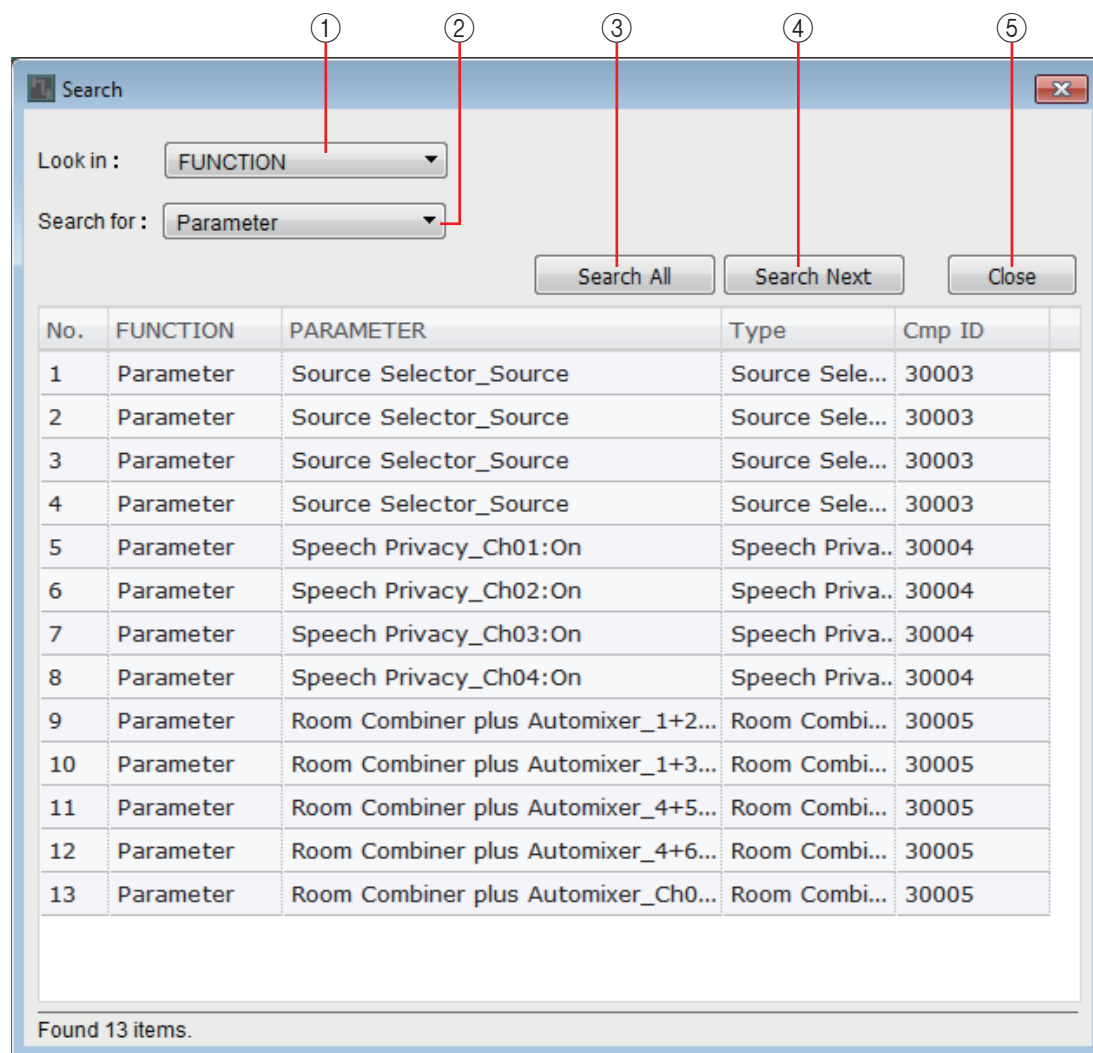 ① ② ③ ④ ⑤
Search
Look in : FUNCTION
Search for : Parameter
Search All Search Next Close
No. FUNCTION PARAMETER Type Cmp ID
1 Parameter Source Selector_Source Source Sele... 30003
2 Parameter Source Selector_Source Source Sele... 30003
3 Parameter Source Selector_Source Source Sele... 30003
4 Parameter Source Selector_Source Source Sele... 30003
5 Parameter Speech Privacy_Ch01:On Speech Priva.. 30004
6 Parameter Speech Privacy_Ch02:On Speech Priva.. 30004
7 Parameter Speech Privacy_Ch03:On Speech Priva.. 30004
8 Parameter Speech Privacy_Ch04:On Speech Priva.. 30004
9 Parameter Room Combiner plus Automixer_1+2... Room Combi... 30005
10 Parameter Room Combiner plus Automixer_1+3... Room Combi... 30005
11 Parameter Room Combiner plus Automixer_4+5... Room Combi... 30005
12 Parameter Room Combiner plus Automixer_4+6... Room Combi... 30005
13 Parameter Room Combiner plus Automixer_Ch0... Room Combi... 30005
Found 13 items.